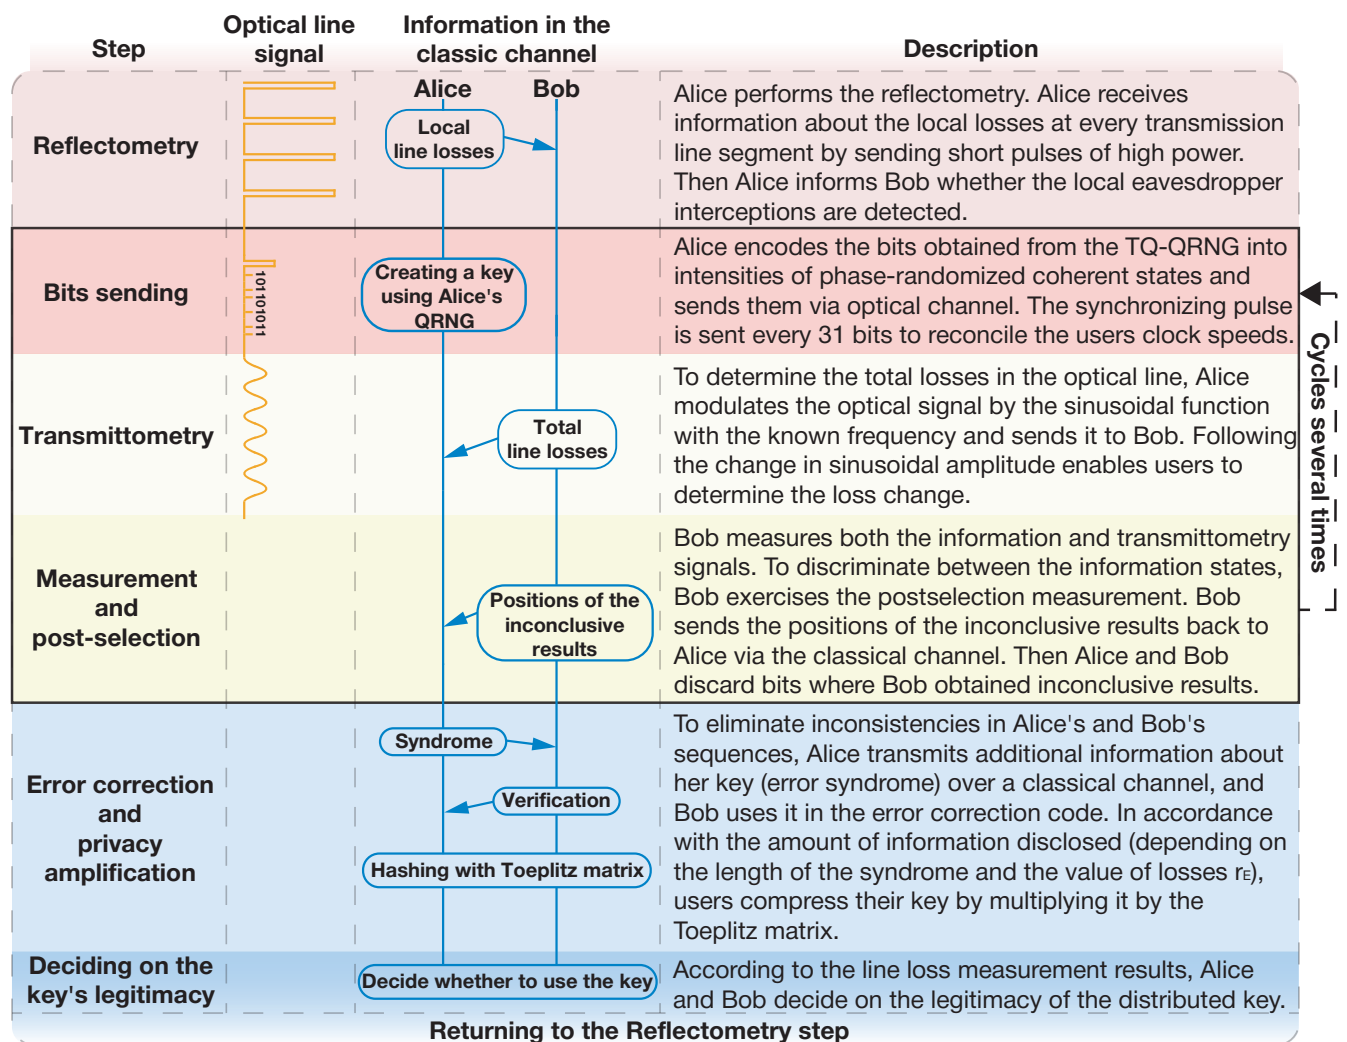 Step
Optical line
signal
Information in the
classic channel
Description
Alice
Bob
Reflectometry
Local
line losses
Alice performs the reflectometry. Alice receives
information about the local losses at every transmission
line segment by sending short pulses of high power.
Then Alice informs Bob whether the local eavesdropper
interceptions are detected.
Bits sending
101101011
Creating a key
using Alice's
QRNG
Alice encodes the bits obtained from the TQ-QRNG into
intensities of phase-randomized coherent states and
sends them via optical channel. The synchronizing pulse
is sent every 31 bits to reconcile the users clock speeds.
Transmittometry
Total
line losses
To determine the total losses in the optical line, Alice
modulates the optical signal by the sinusoidal function
with the known frequency and sends it to Bob. Following
the change in sinusoidal amplitude enables users to
determine the loss change.
Cycles several times
Measurement
and
post-selection
Positions of the
inconclusive
results
Bob measures both the information and transmittometry
signals. To discriminate between the information states,
Bob exercises the postselection measurement. Bob
sends the positions of the inconclusive results back to
Alice via the classical channel. Then Alice and Bob
discard bits where Bob obtained inconclusive results.
Error correction
and
privacy
amplification
Syndrome
Verification
Hashing with Toeplitz matrix
To eliminate inconsistencies in Alice's and Bob's
sequences, Alice transmits additional information about
her key (error syndrome) over a classical channel, and
Bob uses it in the error correction code. In accordance
with the amount of information disclosed (depending on
the length of the syndrome and the value of losses rE),
users compress their key by multiplying it by the
Toeplitz matrix.
Deciding on the
key's legitimacy
Decide whether to use the key
According to the line loss measurement results, Alice
and Bob decide on the legitimacy of the distributed key.
Returning to the Reflectometry step